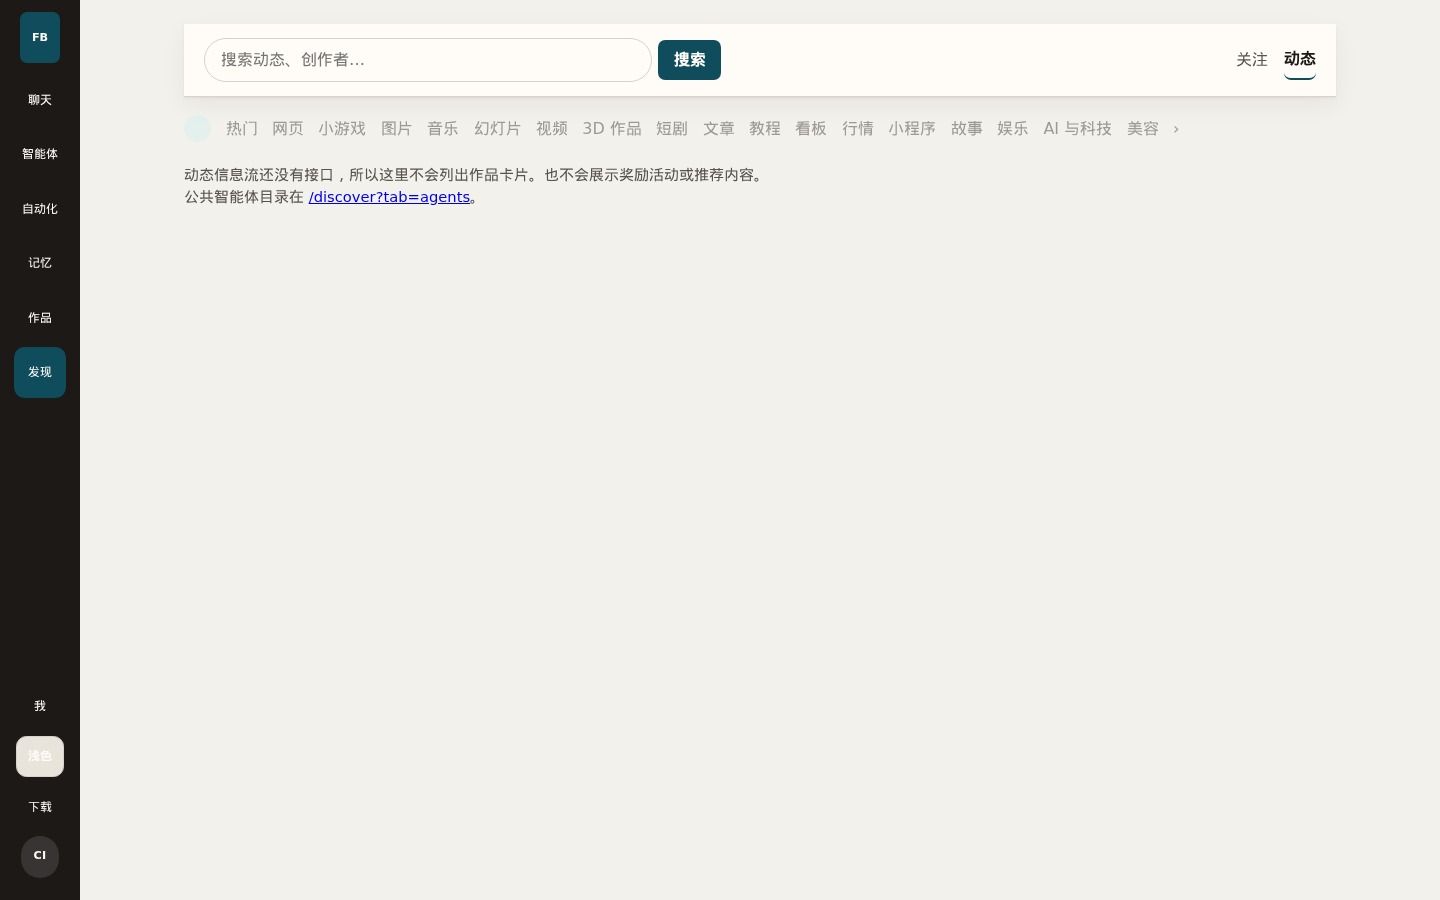 FB
聊天
智能体
自动化
记忆
作品
发现
我
浅色
下载
CI
搜索动态、创作者...
搜索
关注
动态
热门 网页 小游戏 图片 音乐 幻灯片 视频 3D 作品 短剧 文章 教程 看板 行情 小程序 故事 娱乐 AI 与科技 美容 ›
动态信息流还没有接口，所以这里不会列出作品卡片。也不会展示奖励活动或推荐内容。
公共智能体目录在 /discover?tab=agents。